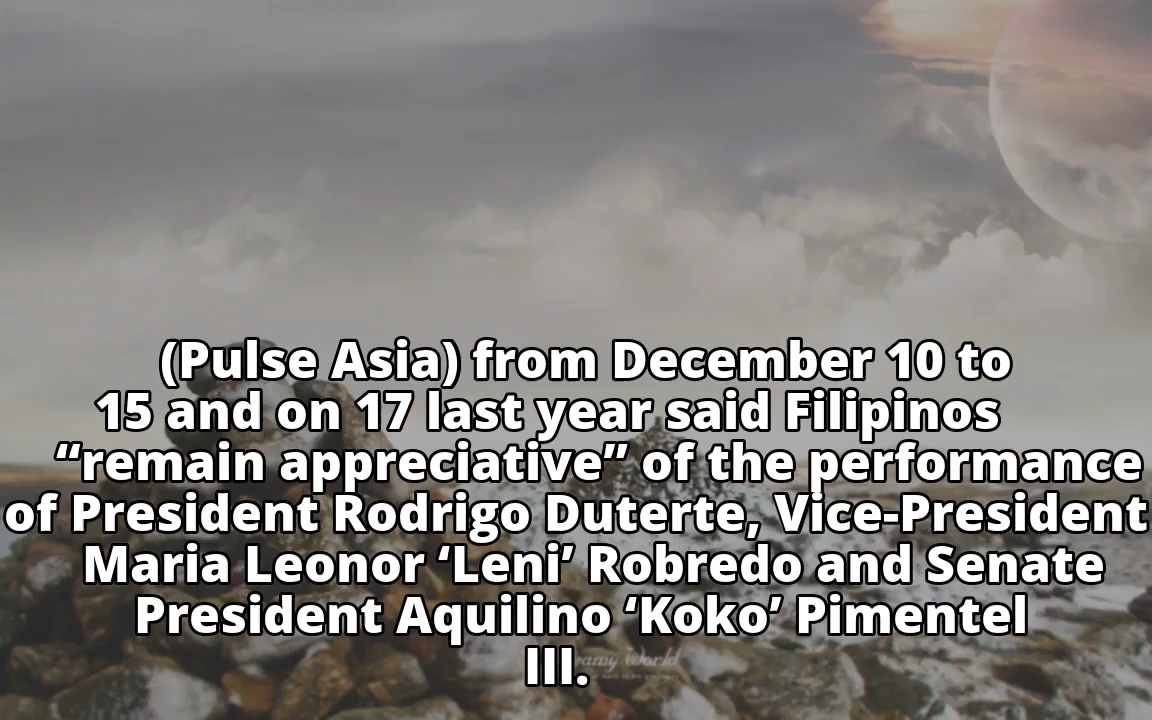 (Pulse Asia) from December 10 to
15 and on 17 last year said Filipinos
“remain appreciative” of the performance
of President Rodrigo Duterte, Vice-President
Maria Leonor ‘Leni’ Robredo and Senate
President Aquilino ‘Koko’ Pimentel
III.
World